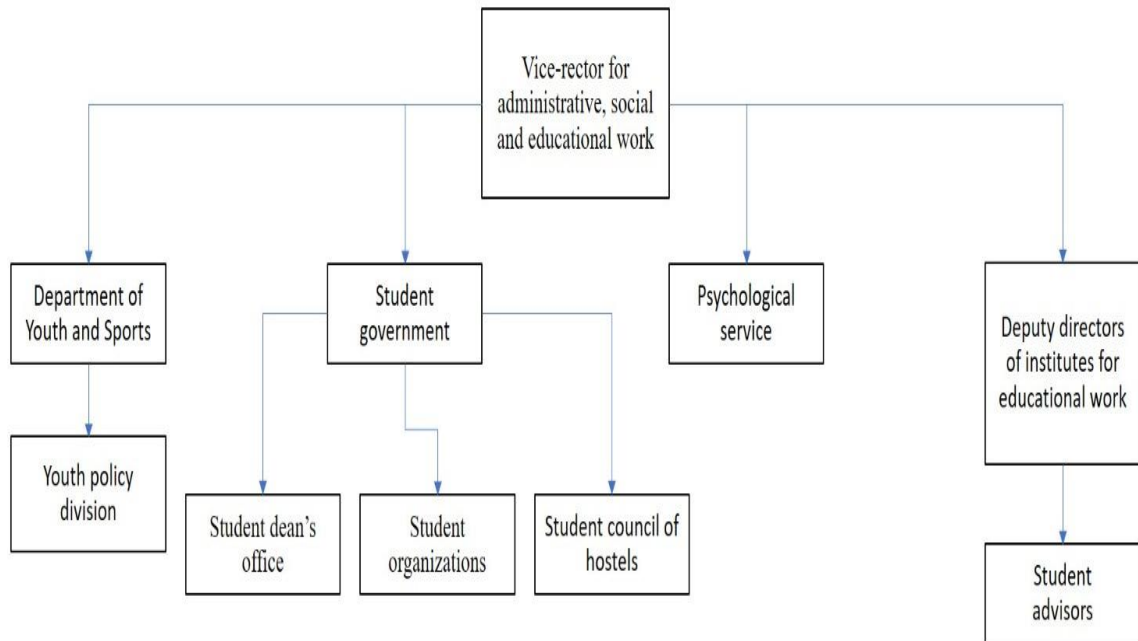 Vice-rector for
administrative, social
and educational work
Department of
Youth and Sports
Student
government
Psychological
service
Deputy directors
of institutes for
educational work
Youth policy
division
Student dean's
office
Student
organizations
Student council of
hostels
Student
advisors